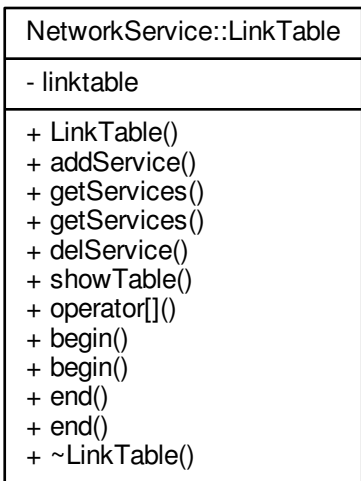 NetworkService::LinkTable
- linktable
+ LinkTable()
+ addService()
+ getServices()
+ getServices()
+ delService()
+ showTable()
+ operator[]()
+ begin()
+ begin()
+ end()
+ end()
+ ~LinkTable()